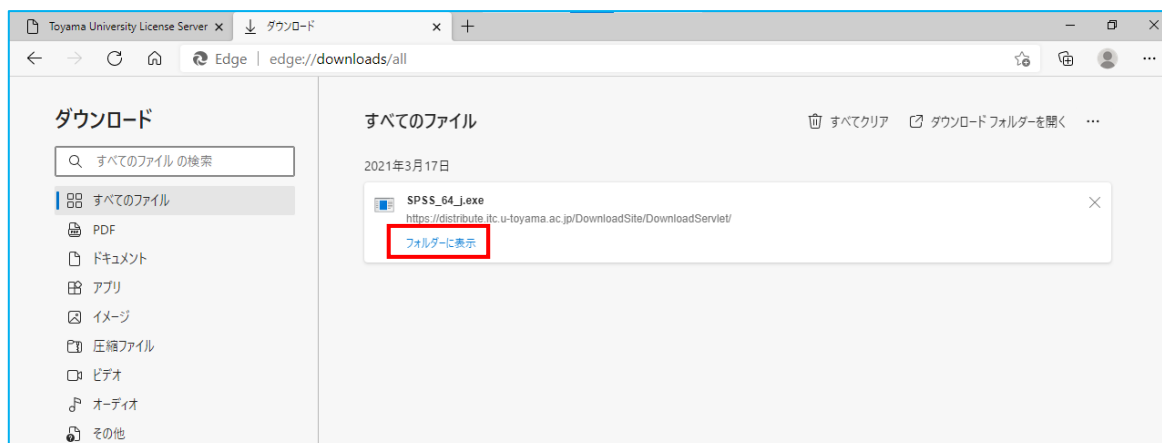 Toyama University License Server
ダウンロード
Edge | edge://downloads/all
ダウンロード
すべてのファイル の検索
すべてのファイル
PDF
ドキュメント
アプリ
イメージ
圧縮ファイル
ビデオ
オーディオ
その他
すべてのファイル
すべてクリア
ダウンロード フォルダーを開く
2021年3月17日
SPSS_64_j.exe
https://distribute.itc.u-toyama.ac.jp/DownloadSite/DownloadServlet/
フォルダーに表示